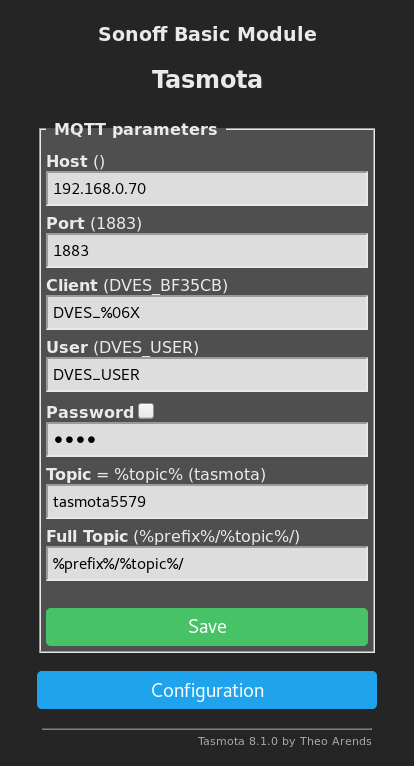 Sonoff Basic Module
Tasmota
MQTT parameters
Host ()
192.168.0.70
Port (1883)
1883
Client (DVES_BF35CB)
DVES_%06X
User (DVES_USER)
DVES_USER
Password
••••
Topic = %topic% (tasmota)
tasmota5579
Full Topic (%prefix%/%topic%/)
%prefix%/%topic%/
Save
Configuration
Tasmota 8.1.0 by Theo Arends